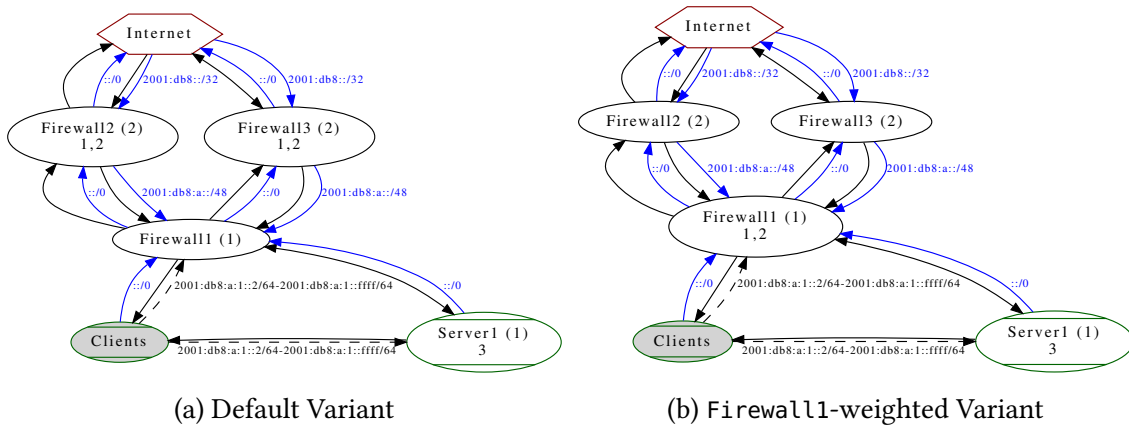 Internet
::/0
2001:db8::/32
::/0
2001:db8::/32
Firewall2 (2)
1,2
Firewall3 (2)
1,2
::/0
2001:db8:a::/48
::/0
2001:db8:a::/48
Firewall1 (1)
::/0
2001:db8:a:1::2/64-2001:db8:a:1::ffff/64
::/0
Clients
2001:db8:a:1::2/64-2001:db8:a:1::ffff/64
Server1 (1)
3
(a) Default Variant
Internet
::/0
2001:db8::/32
::/0
2001:db8::/32
Firewall2 (2)
Firewall3 (2)
::/0
2001:db8:a::/48
::/0
2001:db8:a::/48
Firewall1 (1)
1,2
::/0
2001:db8:a:1::2/64-2001:db8:a:1::ffff/64
::/0
Clients
2001:db8:a:1::2/64-2001:db8:a:1::ffff/64
Server1 (1)
3
(b) Firewall1-weighted Variant